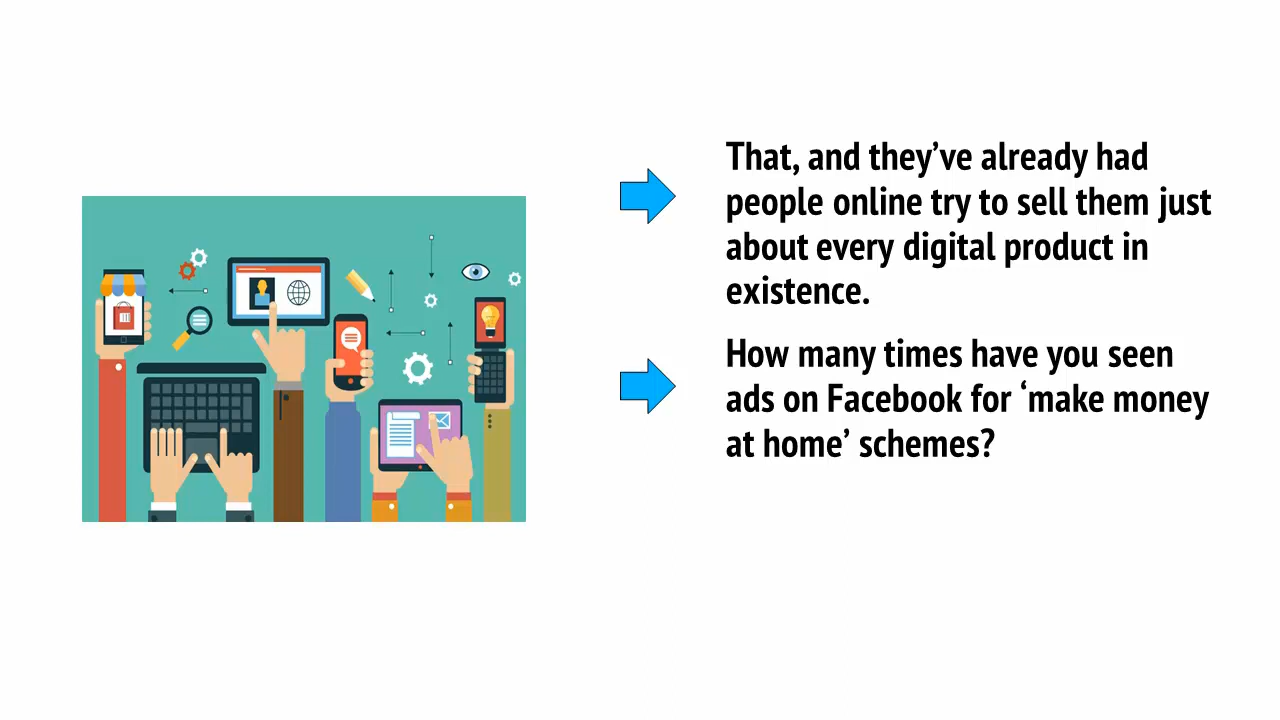 That, and they’ve already had
people online try to sell them just
about every digital product in
existence.
How many times have you seen
ads on Facebook for ‘make money
at home’ schemes?